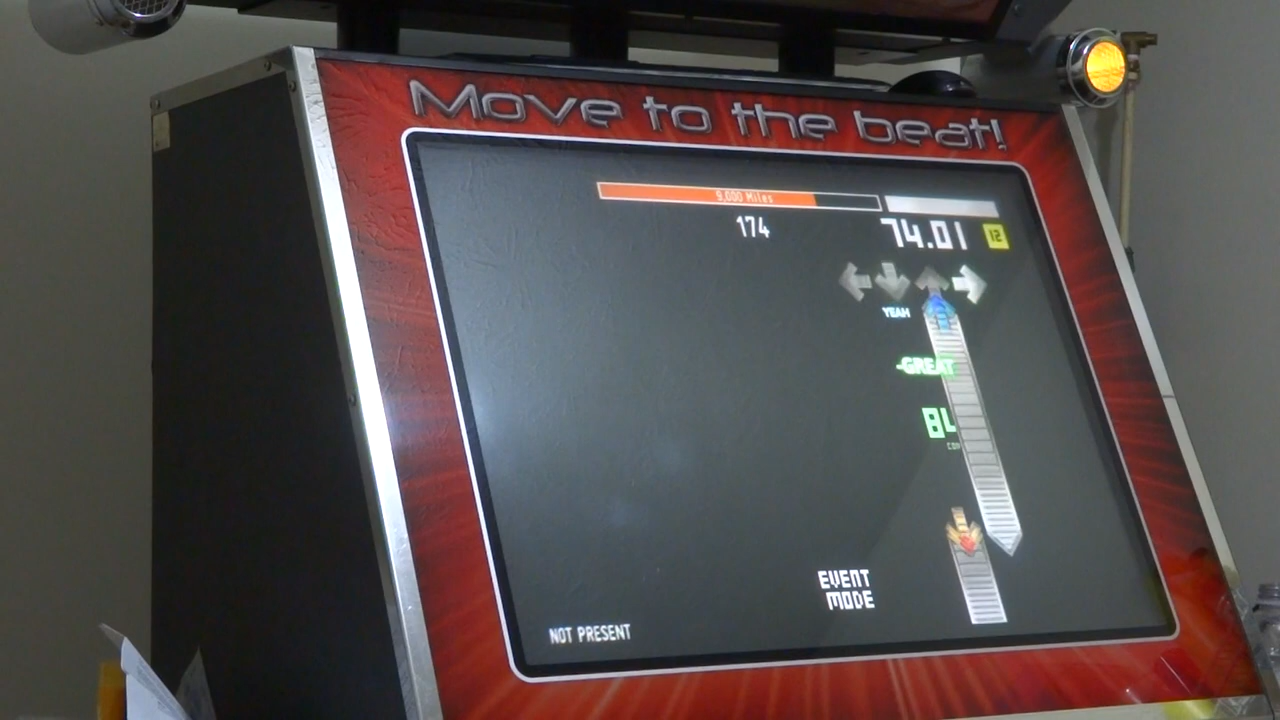 Move to the beat!
9,000 Miles
174
74.01
12
YEAH
-GREAT
84
EVENT
MODE
NOT PRESENT